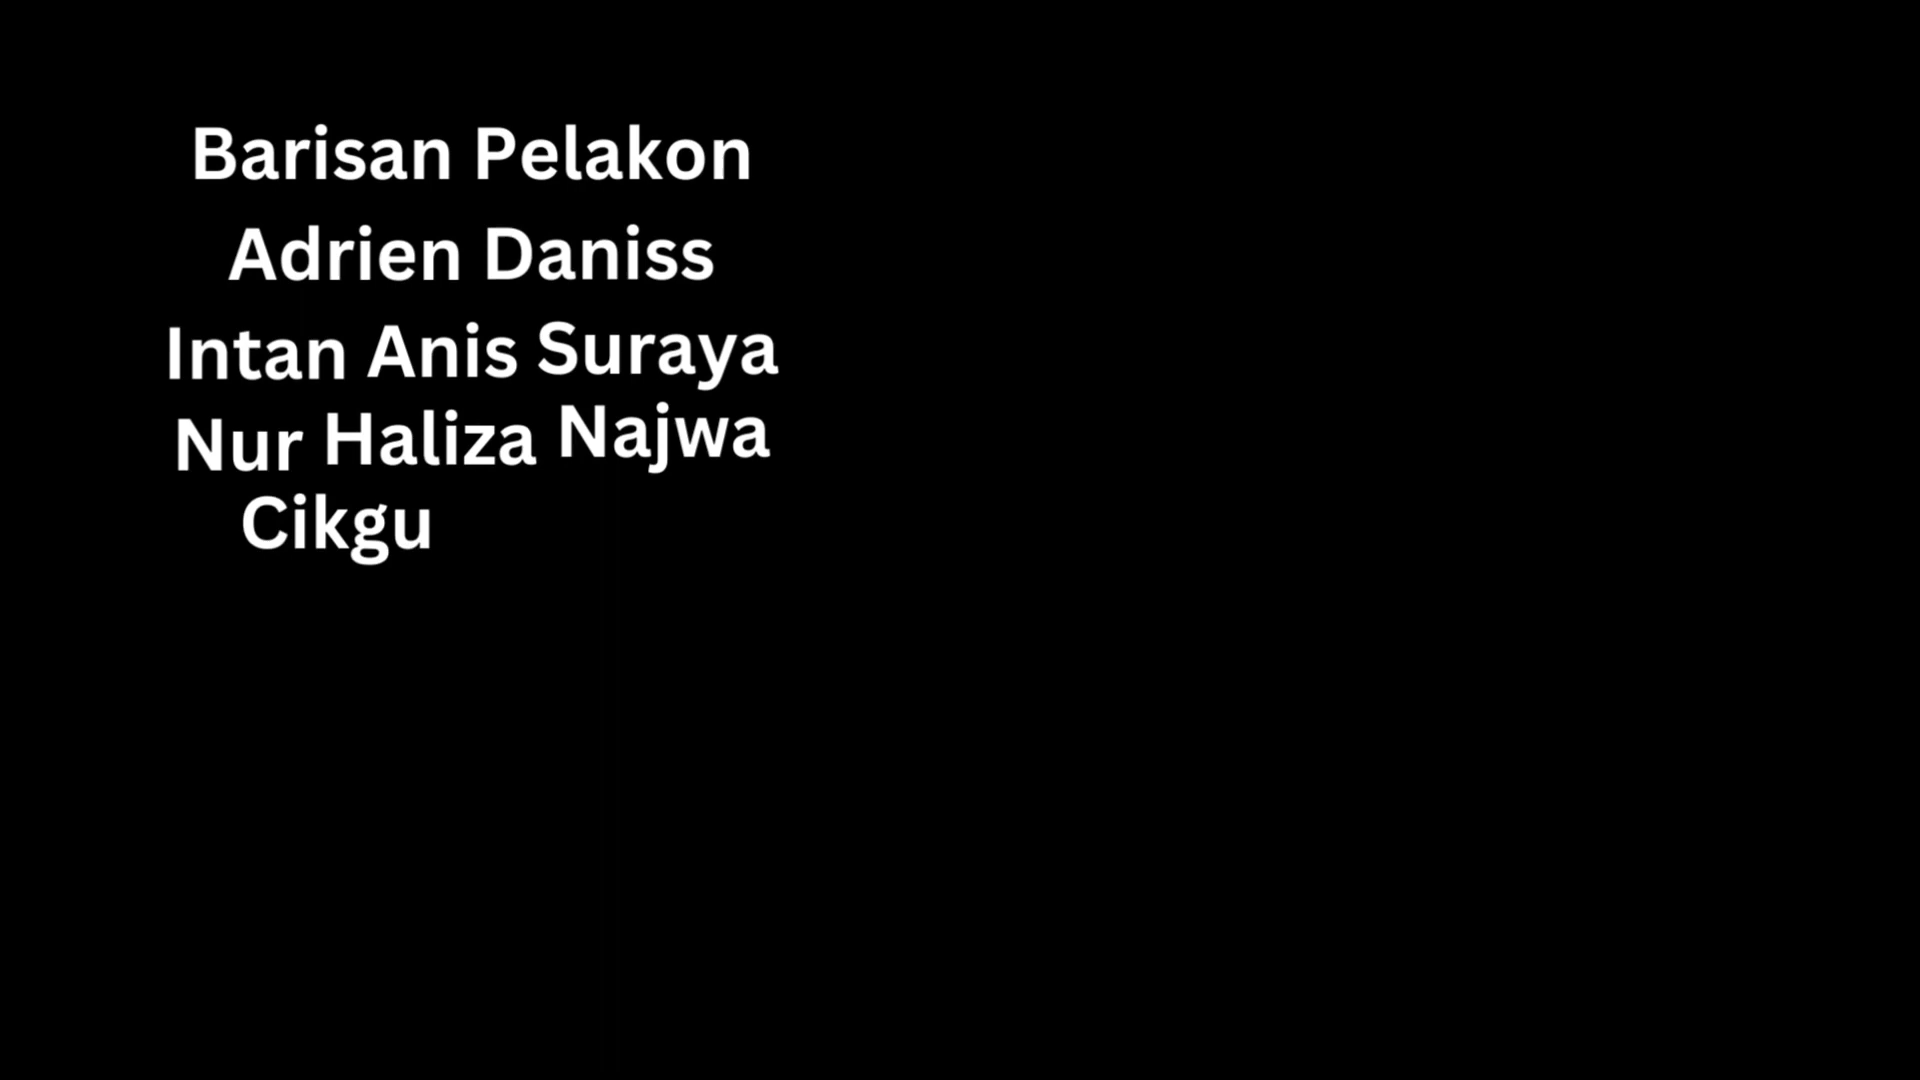 Barisan Pelakon
Adrien Daniss
Intan Anis Suraya
Nur Haliza Najwa
Cikgu